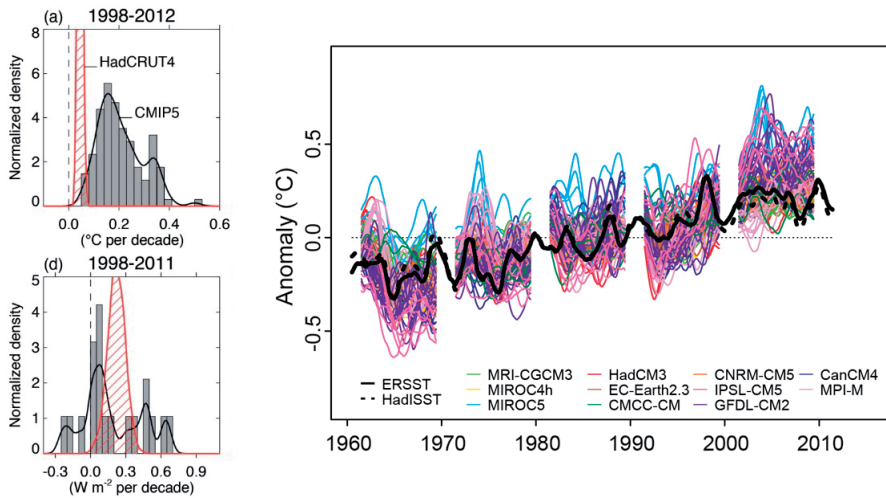 (a) 1998-2012
Normalized density
8
6
4
2
0
HadCRUT4
CMIP5
0.0 0.2 0.4 0.6
(°C per decade)
(d) 1998-2011
Normalized density
5
4
3
2
1
0
-0.3 0.0 0.3 0.6 0.9
(W m⁻² per decade)
Anomaly (°C)
0.5
0.0
-0.5
ERSST
HadISST
MRI-CGCM3
MIROC4h
MIROC5
HadCM3
EC-Earth2.3
CMCC-CM
CNRM-CM5
IPSL-CM5
GFDL-CM2
CanCM4
MPI-M
1960 1970 1980 1990 2000 2010